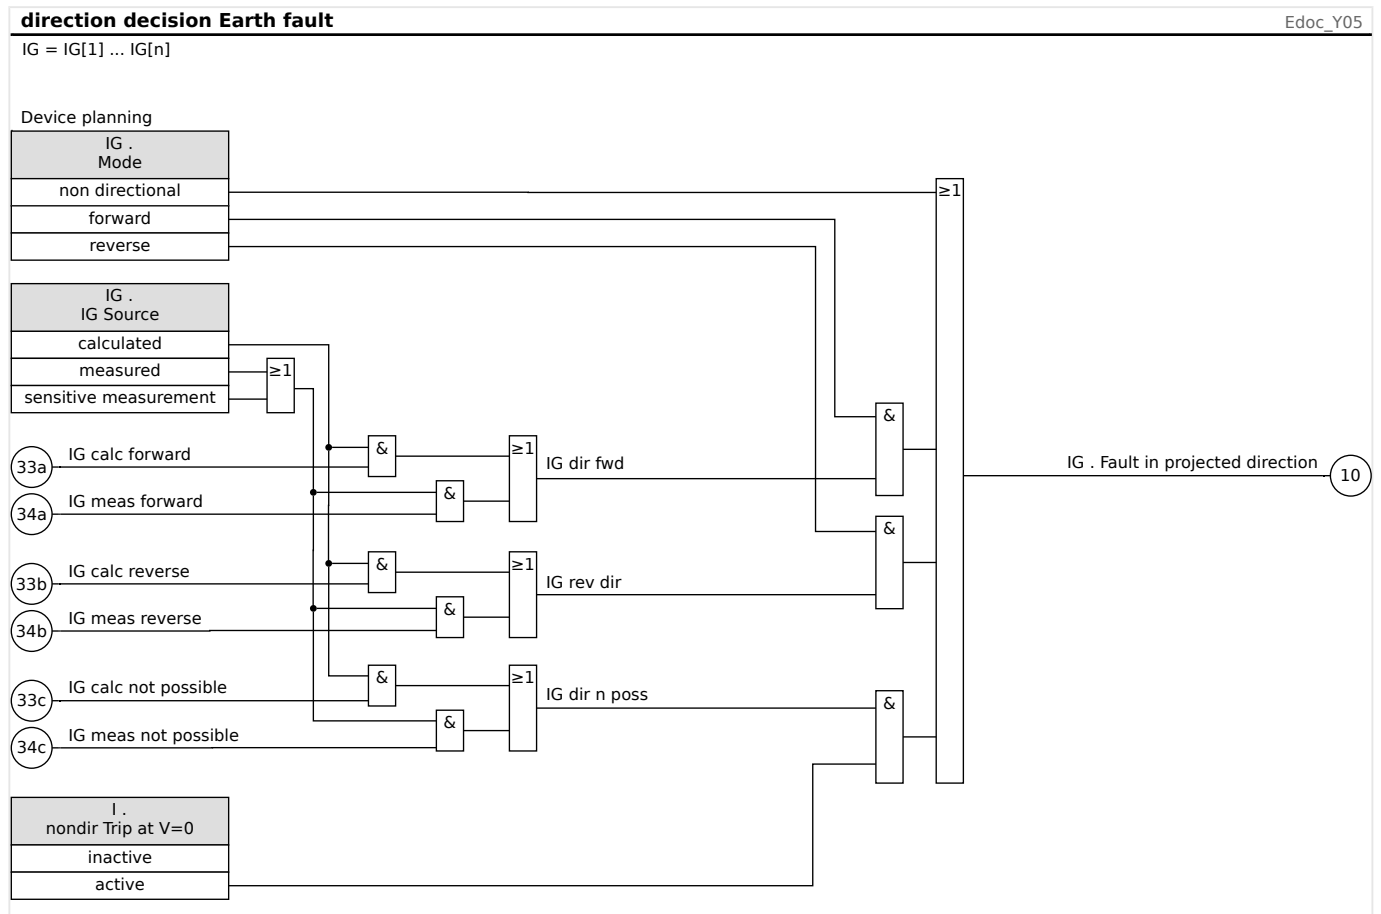 direction decision Earth fault
Edoc_Y05
IG = IG[1] ... IG[n]
Device planning
IG .
Mode
non directional
forward
reverse
≥1
IG .
IG Source
calculated
measured
sensitive measurement
≥1
&
33a
IG calc forward
&
≥1
IG dir fwd
34a
IG meas forward
&
IG . Fault in projected direction
10
&
33b
IG calc reverse
&
≥1
IG rev dir
34b
IG meas reverse
&
33c
IG calc not possible
&
≥1
IG dir n poss
&
34c
IG meas not possible
&
I .
nondir Trip at V=0
inactive
active